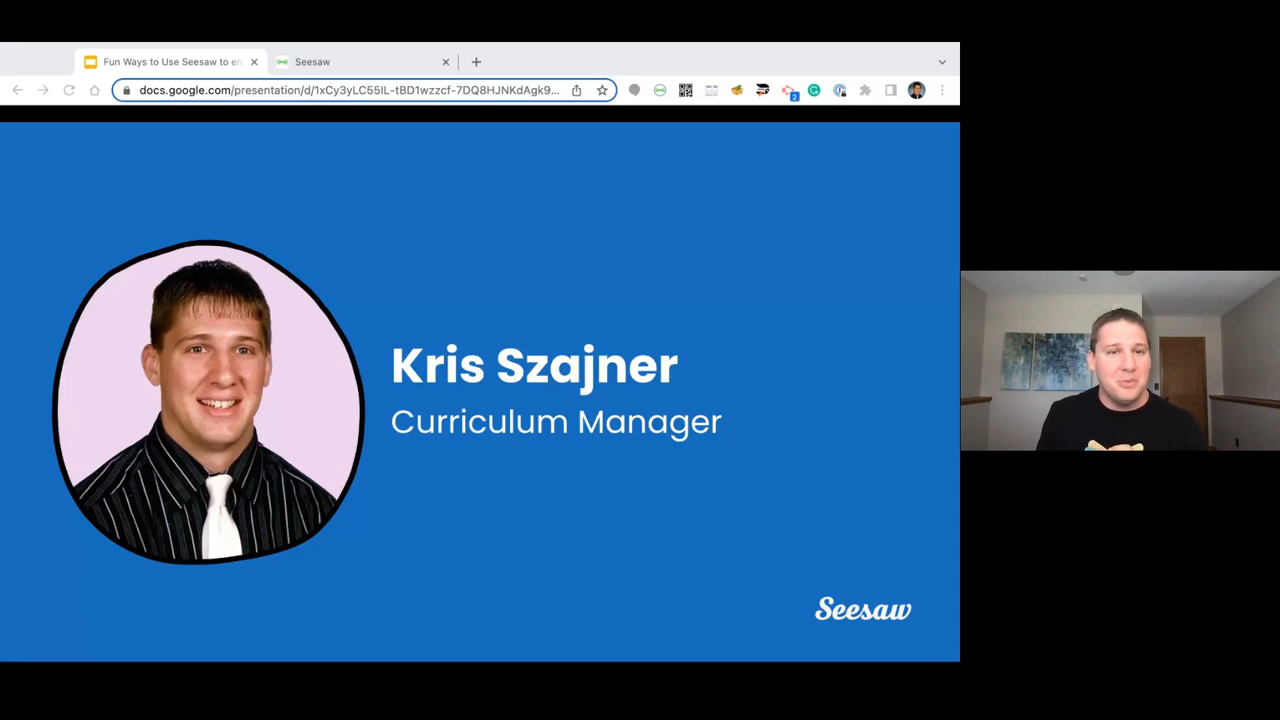 Fun Ways to Use Seesaw to en
Seesaw
docs.google.com/presentation/d/1xCy3yLC55IL-tBD1wzzcf-7DQ8HJNKdAgk9...
2
Kris Szajner
Curriculum Manager
Seesaw